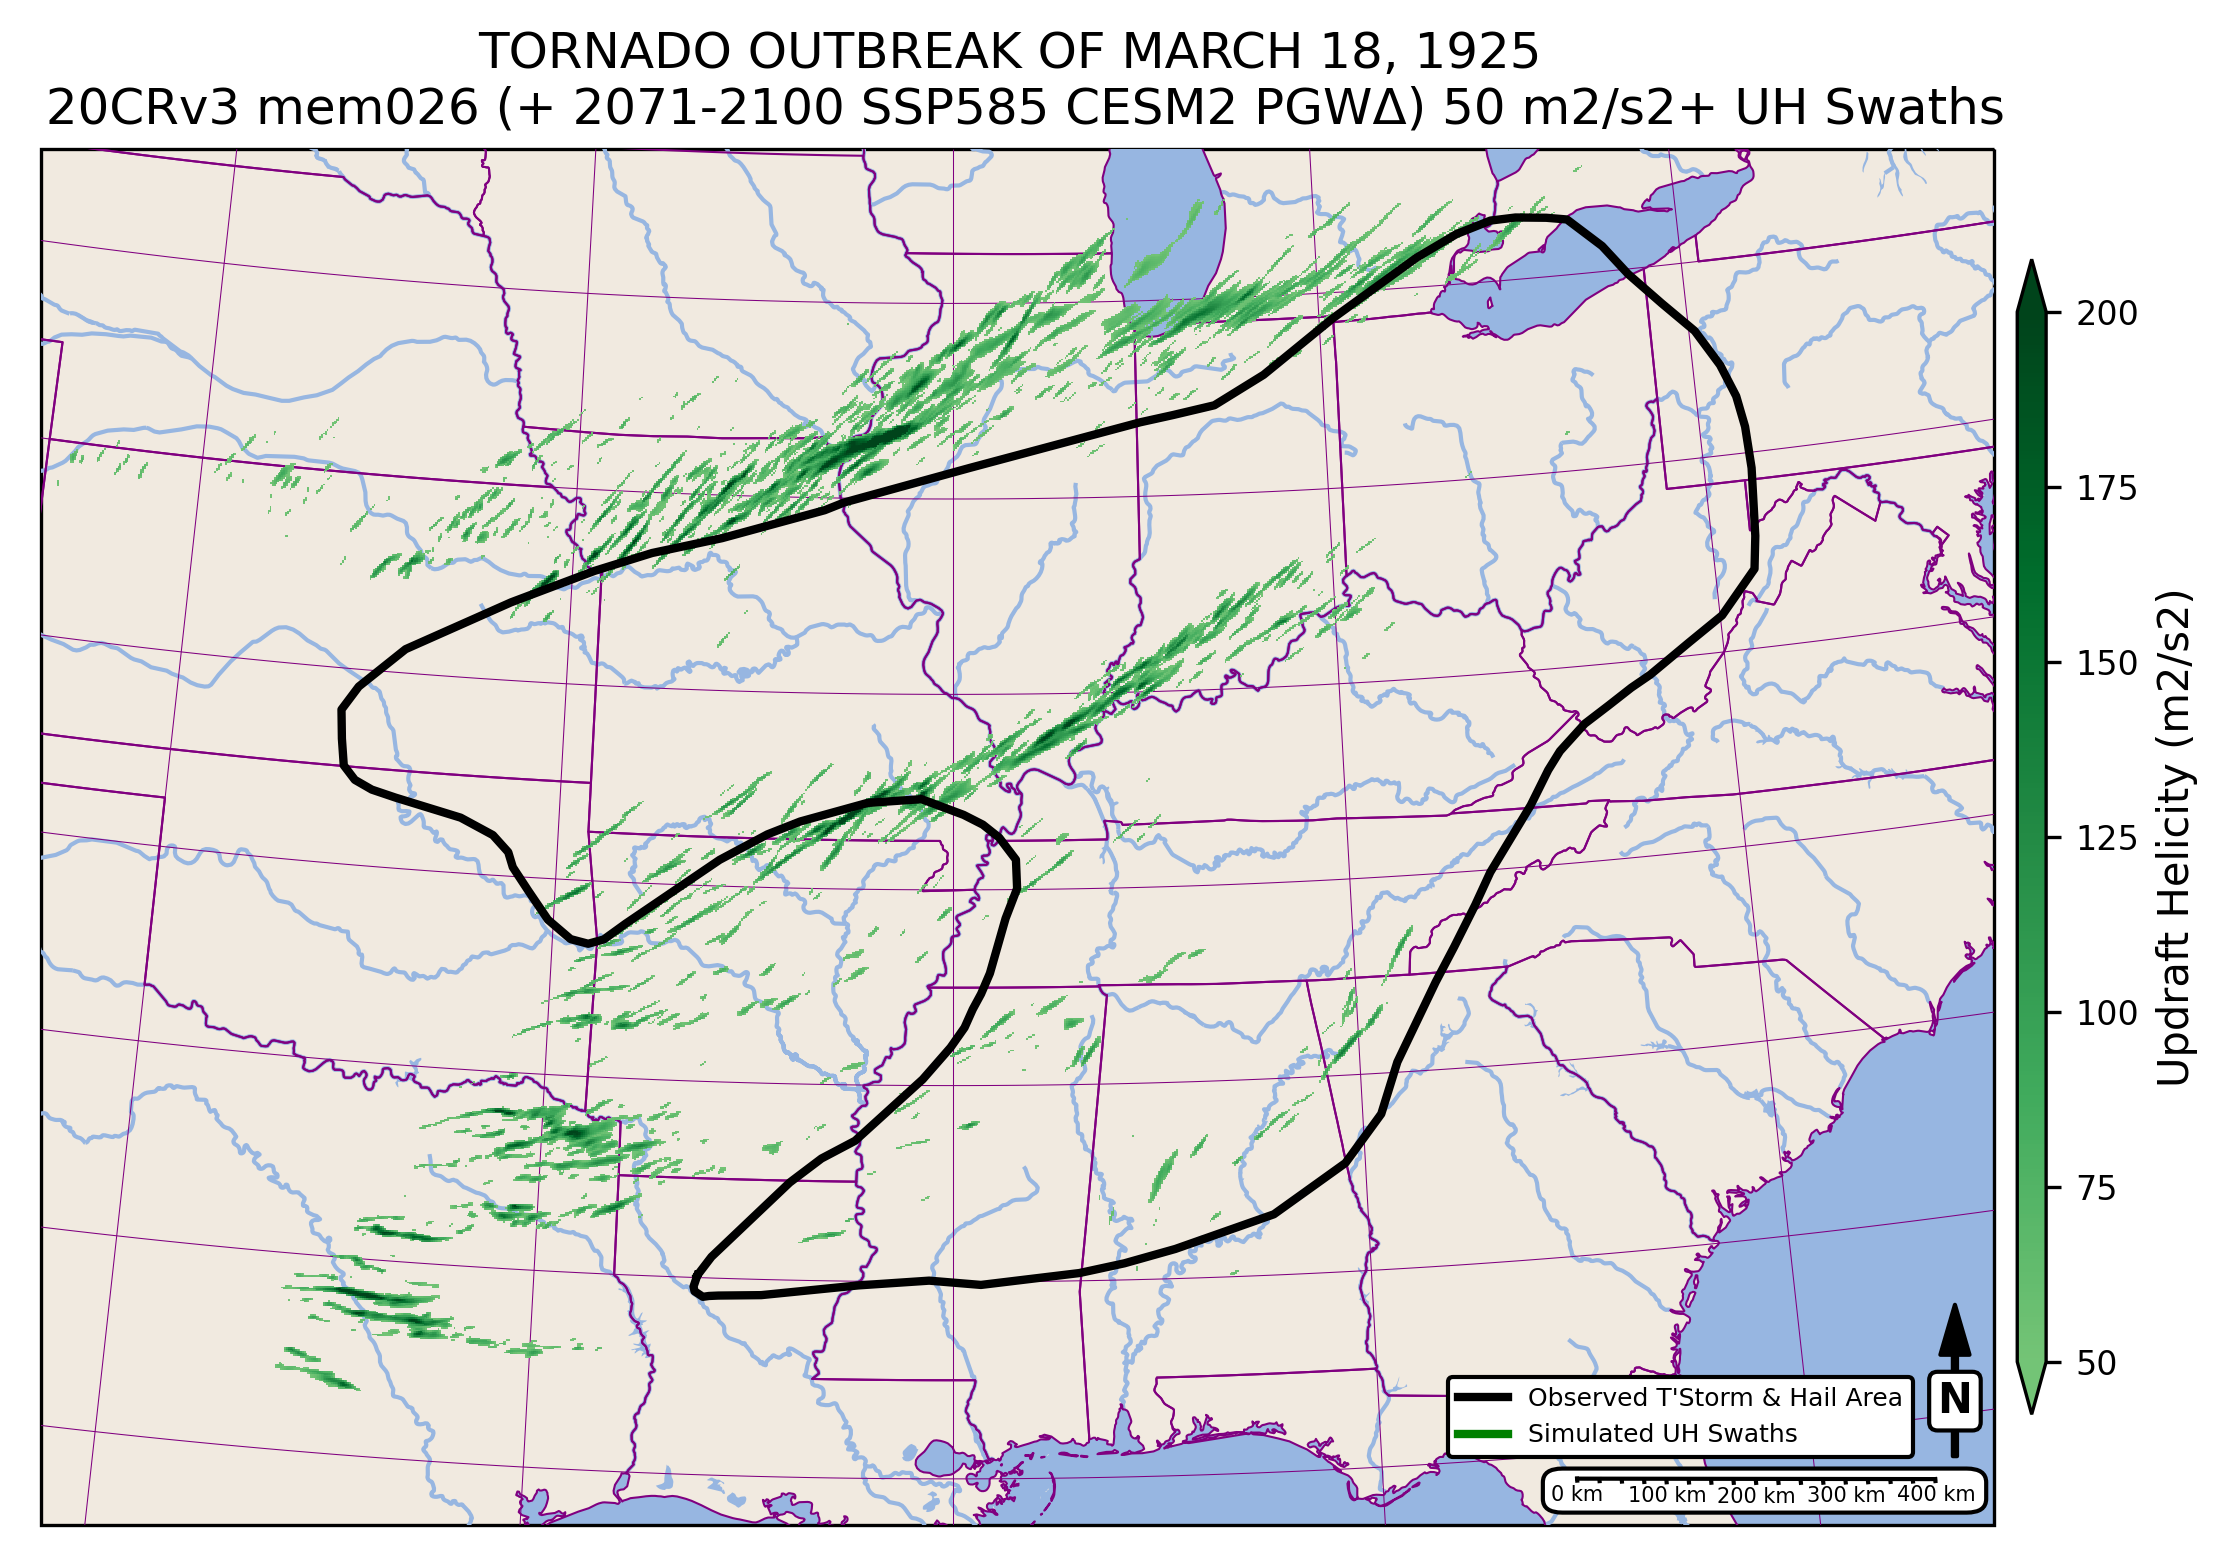 TORNADO OUTBREAK OF MARCH 18, 1925
20CRv3 mem026 (+ 2071-2100 SSP585 CESM2 PGWΔ) 50 m2/s2+ UH Swaths
200
175
150
125
100
75
50
Updraft Helicity (m2/s2)
Observed T'Storm & Hail Area
Simulated UH Swaths
N
0 km 100 km 200 km 300 km 400 km